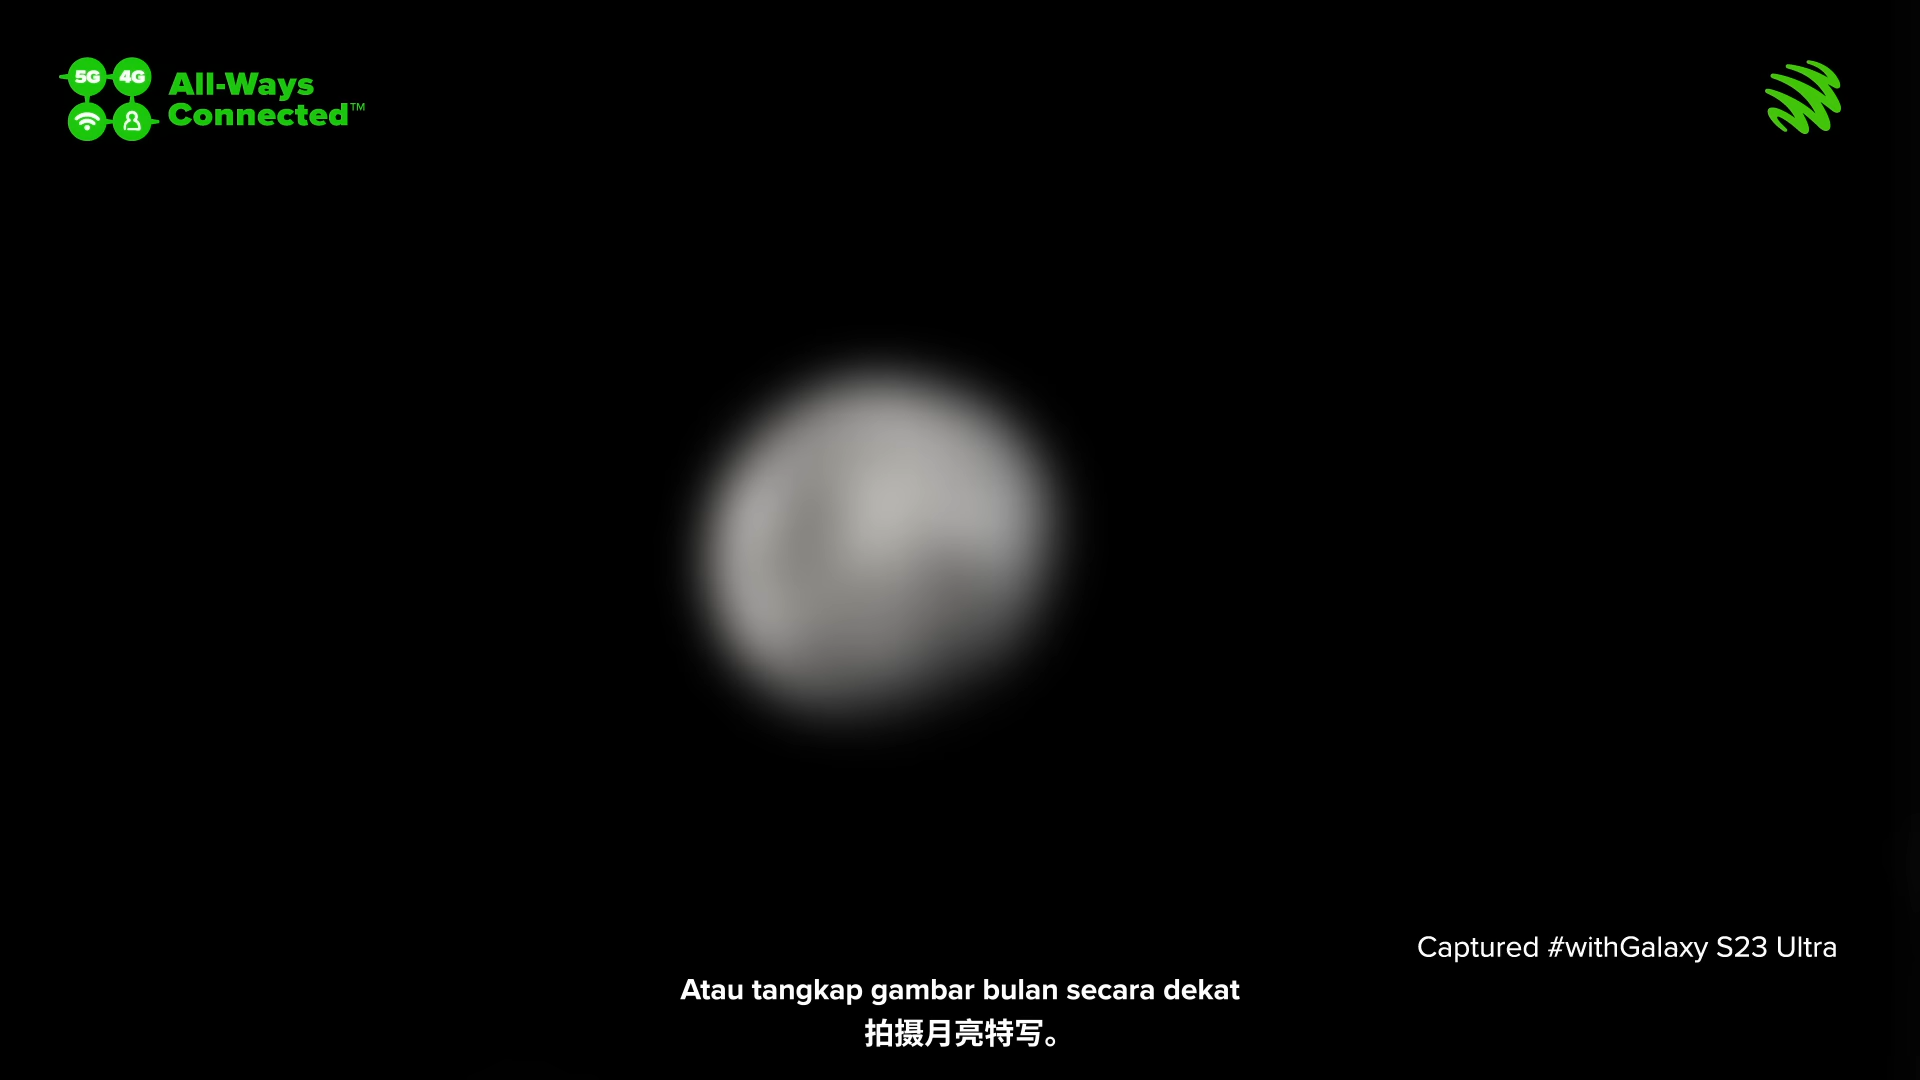 5G 4G
All-Ways
Connected™
Captured #withGalaxy S23 Ultra
Atau tangkap gambar bulan secara dekat
拍摄月亮特写。